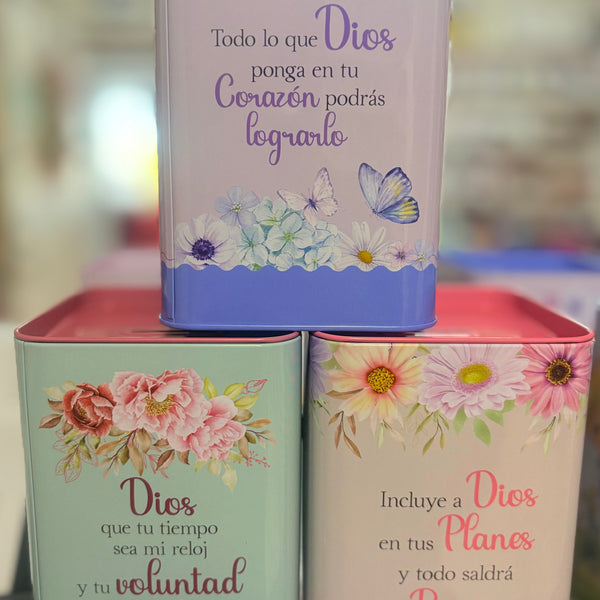 Todo lo que Dios
ponga en tu
Corazón podrás
lograrlo
Dios
que tu tiempo
sea mi reloj
y tu voluntad
Incluye a Dios
en tus Planes
y todo saldrá